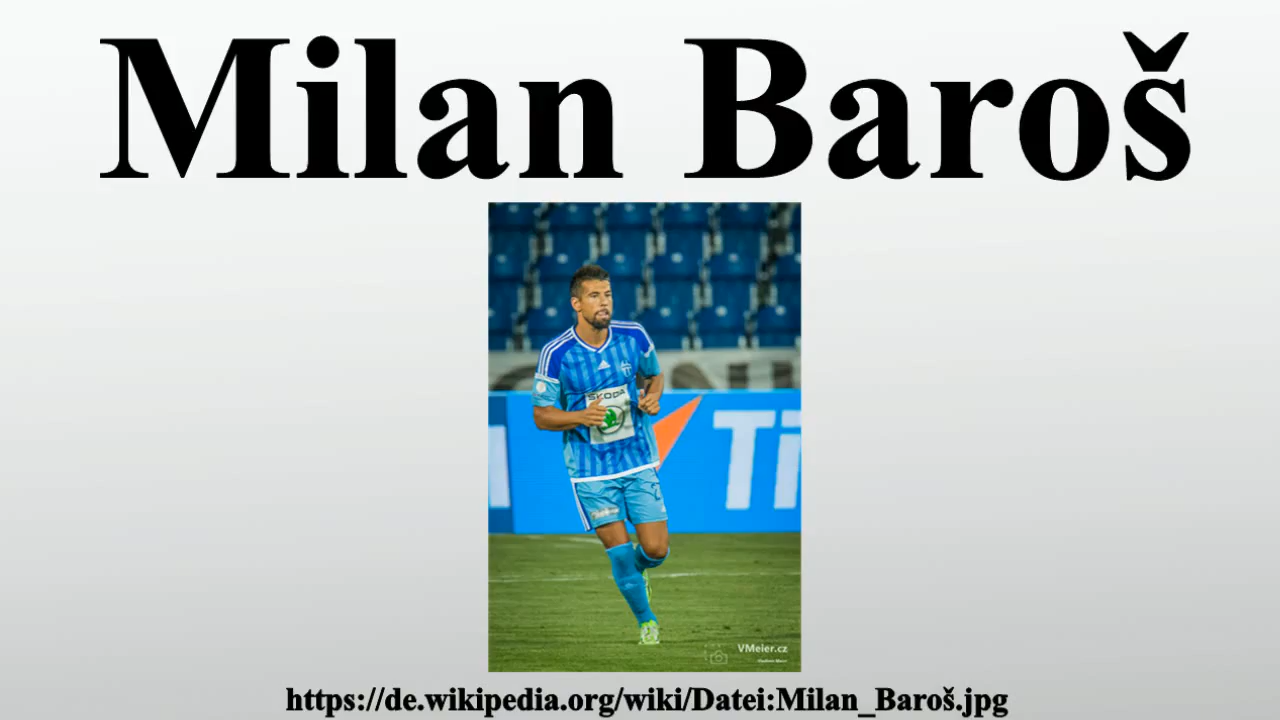 Milan Baroš
ŠKODA
Ti
VMeier.cz
https://de.wikipedia.org/wiki/Datei:Milan_Baroš.jpg